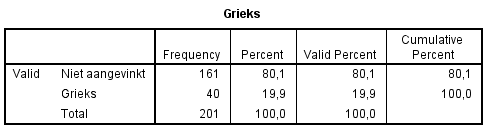 Grieks
Frequency Percent Valid Percent Cumulative Percent
Valid Niet aangevinkt 161 80,1 80,1 80,1
Grieks 40 19,9 19,9 100,0
Total 201 100,0 100,0